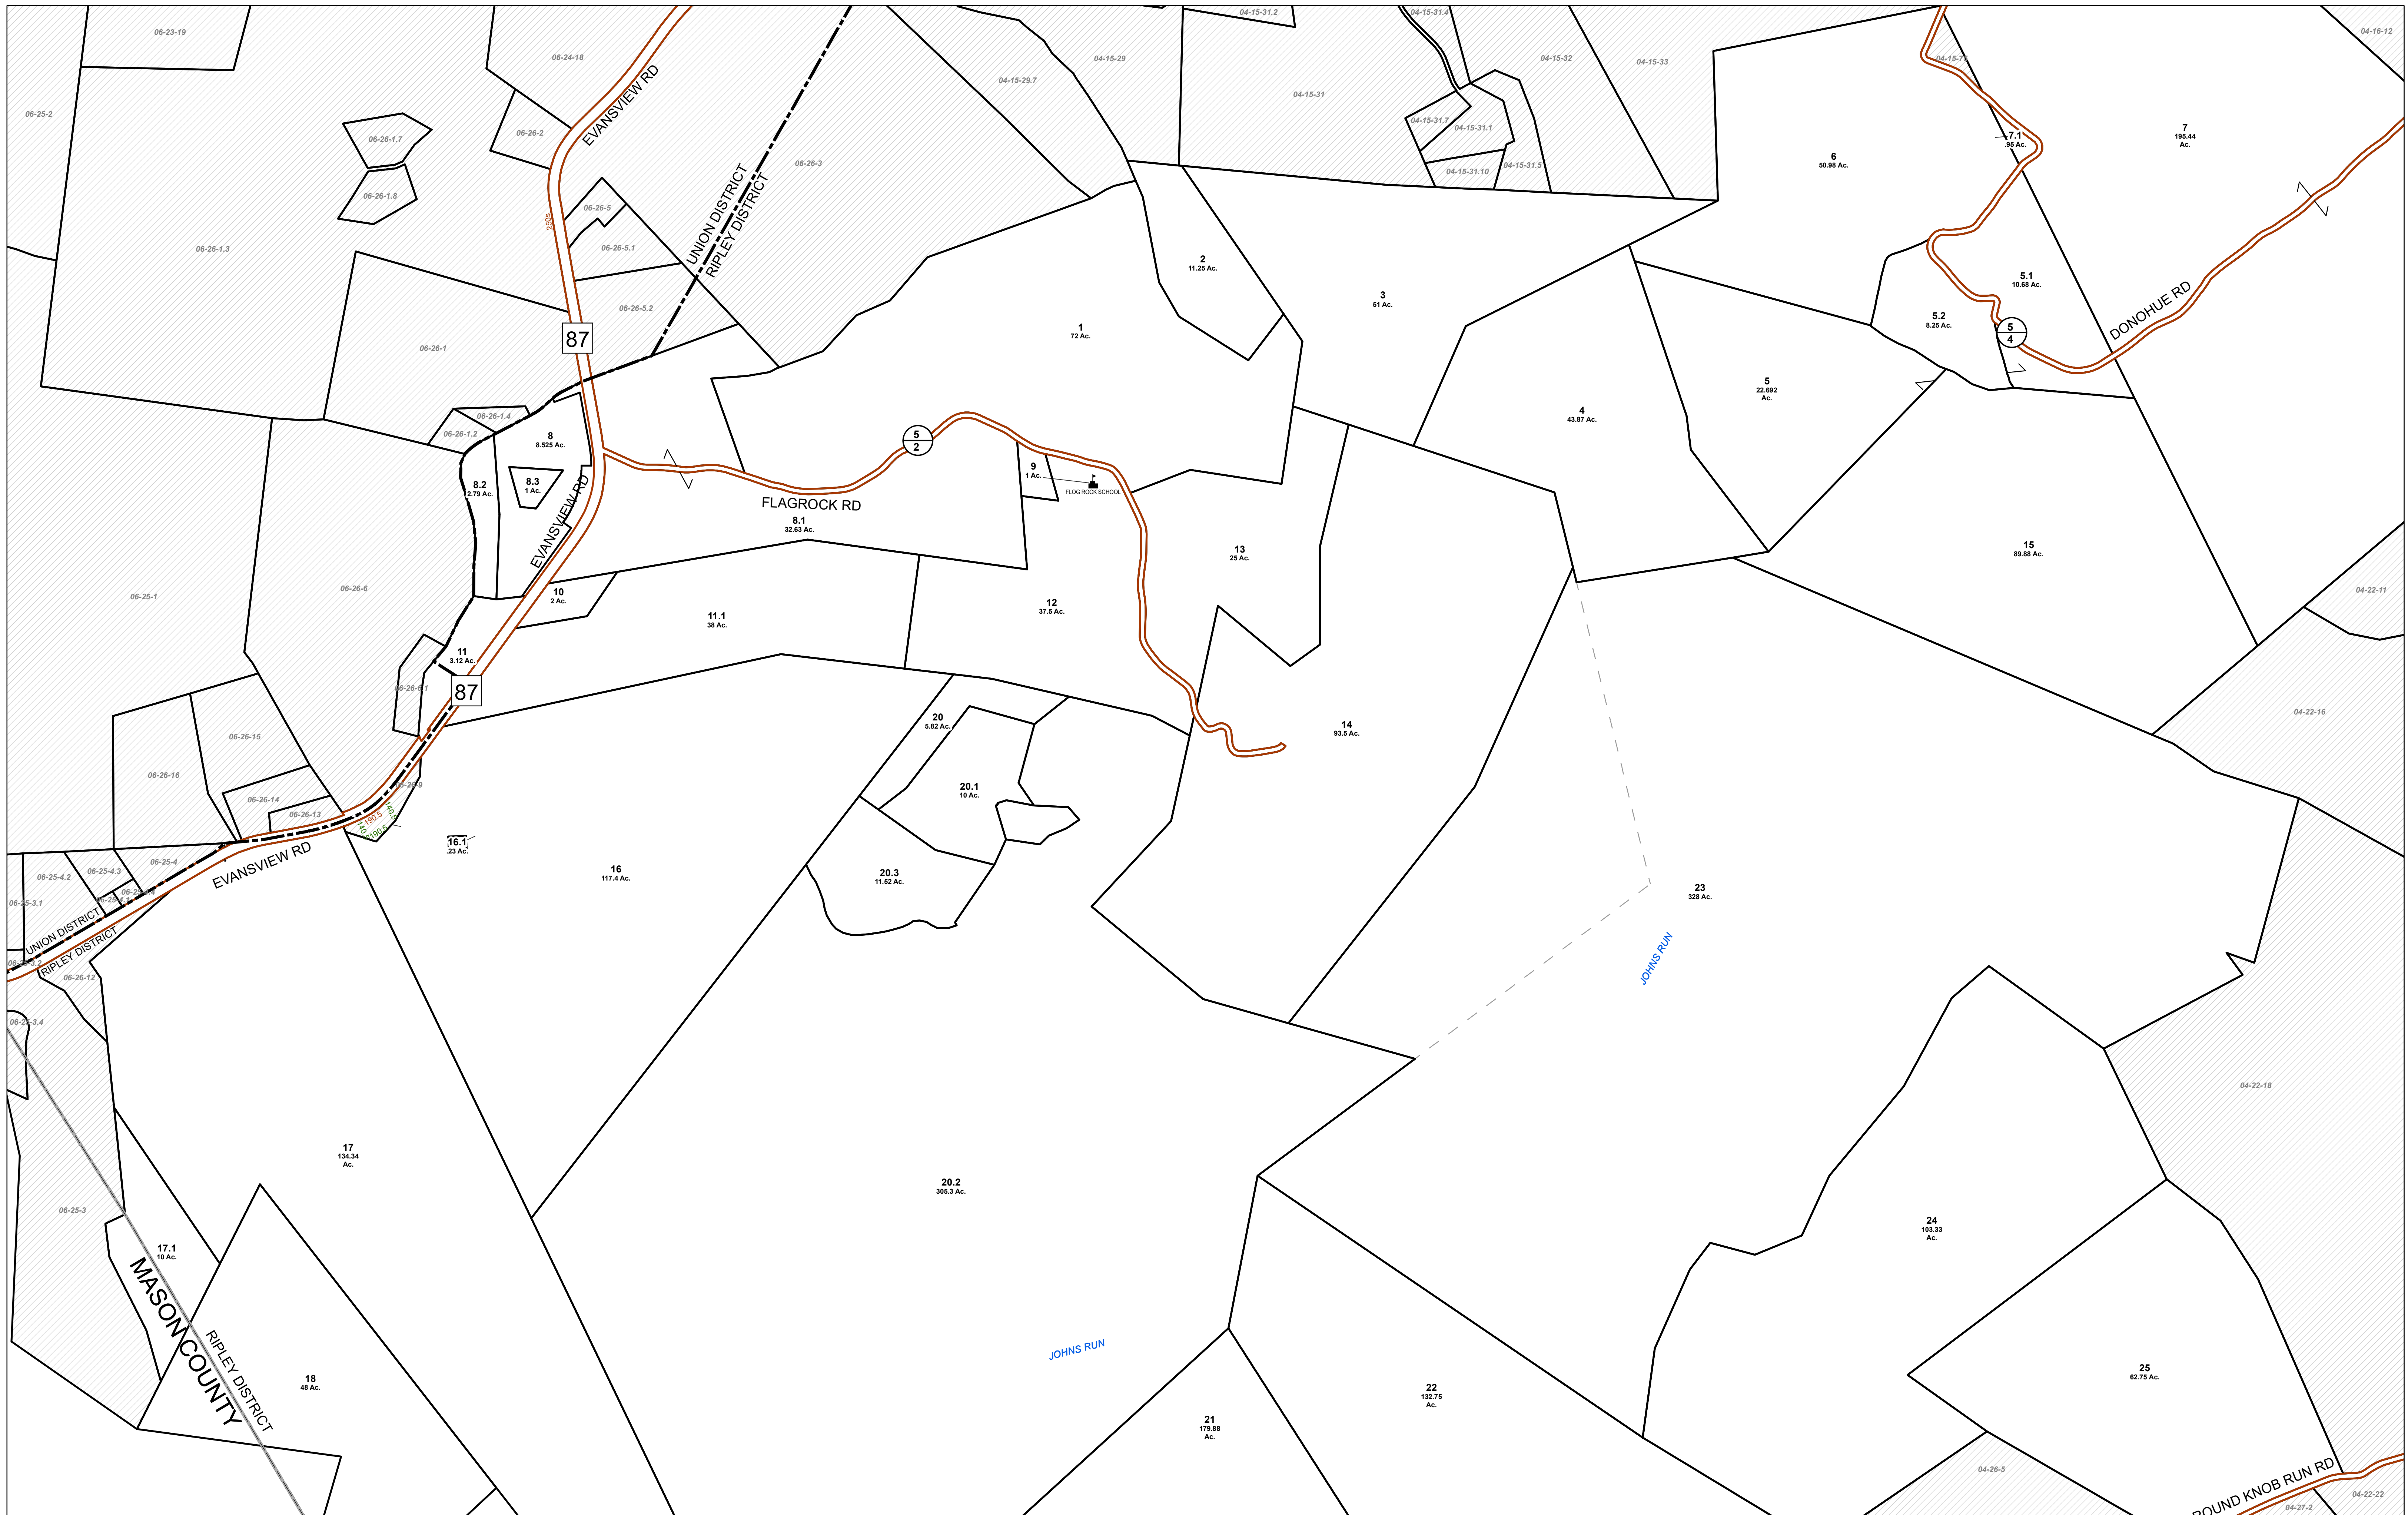 06-23-19
06-24-18
04-15-29
04-15-31.2
04-15-31.4
04-15-32
04-15-33
04-16-12
06-25-2
04-15-29.7
04-15-31
EVANSVIEW RD
06-26-1.7
06-26-2
06-26-3
04-15-31.7
04-15-31.1
7.1
.95 Ac.
7
195.44
Ac.
06-26-1.8
04-15-31.10
04-15-31.5
6
50.98 Ac.
UNION DISTRICT
RIPLEY DISTRICT
06-26-5
250s
06-26-1.3
06-26-5.1
2
11.25 Ac.
3
51 Ac.
5.1
10.68 Ac.
06-26-5.2
5.2
8.25 Ac.
DONOHUE RD
5
4
87
06-26-1
1
72 Ac.
5
22.692
Ac.
4
43.87 Ac.
06-26-1.4
06-26-1.2
8
8.525 Ac.
5
2
8.2
2.79 Ac.
8.3
1 Ac.
9
1 Ac.
FLOG ROCK SCHOOL
EVANSVIEW RD
FLAGROCK RD
8.1
32.63 Ac.
13
25 Ac.
15
89.88 Ac.
06-25-1
06-26-6
10
2 Ac.
11.1
38 Ac.
12
37.5 Ac.
04-22-11
11
3.12 Ac.
06-26-6.1
87
04-22-16
06-26-15
20
5.82 Ac.
14
93.5 Ac.
06-26-16
06-26-14
06-26-13
06-26-9
140.5
190.5
190.5
20.1
10 Ac.
16.1
.23 Ac.
EVANSVIEW RD
06-25-4
06-25-4.3
06-25-4.2
06-25-4.1
06-25-3.1
16
117.4 Ac.
20.3
11.52 Ac.
23
328 Ac.
UNION DISTRICT
RIPLEY DISTRICT
06-26-12
JOHNS RUN
04-22-18
17
134.34
Ac.
20.2
305.3 Ac.
06-25-3
17.1
10 Ac.
24
103.33
Ac.
MASON COUNTY
RIPLEY DISTRICT
JOHNS RUN
18
48 Ac.
22
132.75
Ac.
25
62.75 Ac.
21
179.88
Ac.
04-26-5
ROUND KNOB RUN RD
04-27-2
04-22-22